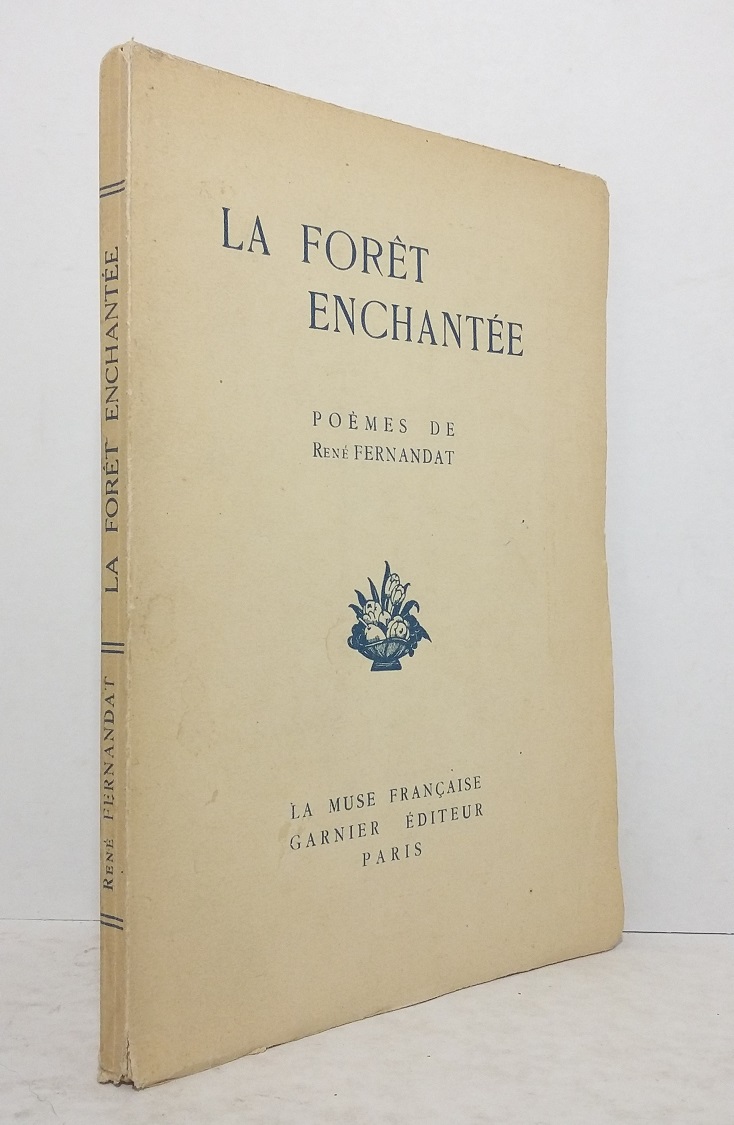 LA FORÊT
ENCHANTÉE
POÈMES DE
RENÉ FERNANDAT
LA MUSE FRANÇAISE
GARNIER ÉDITEUR
PARIS
RENÉ FERNANDAT || LA FORÊT ENCHANTÉE